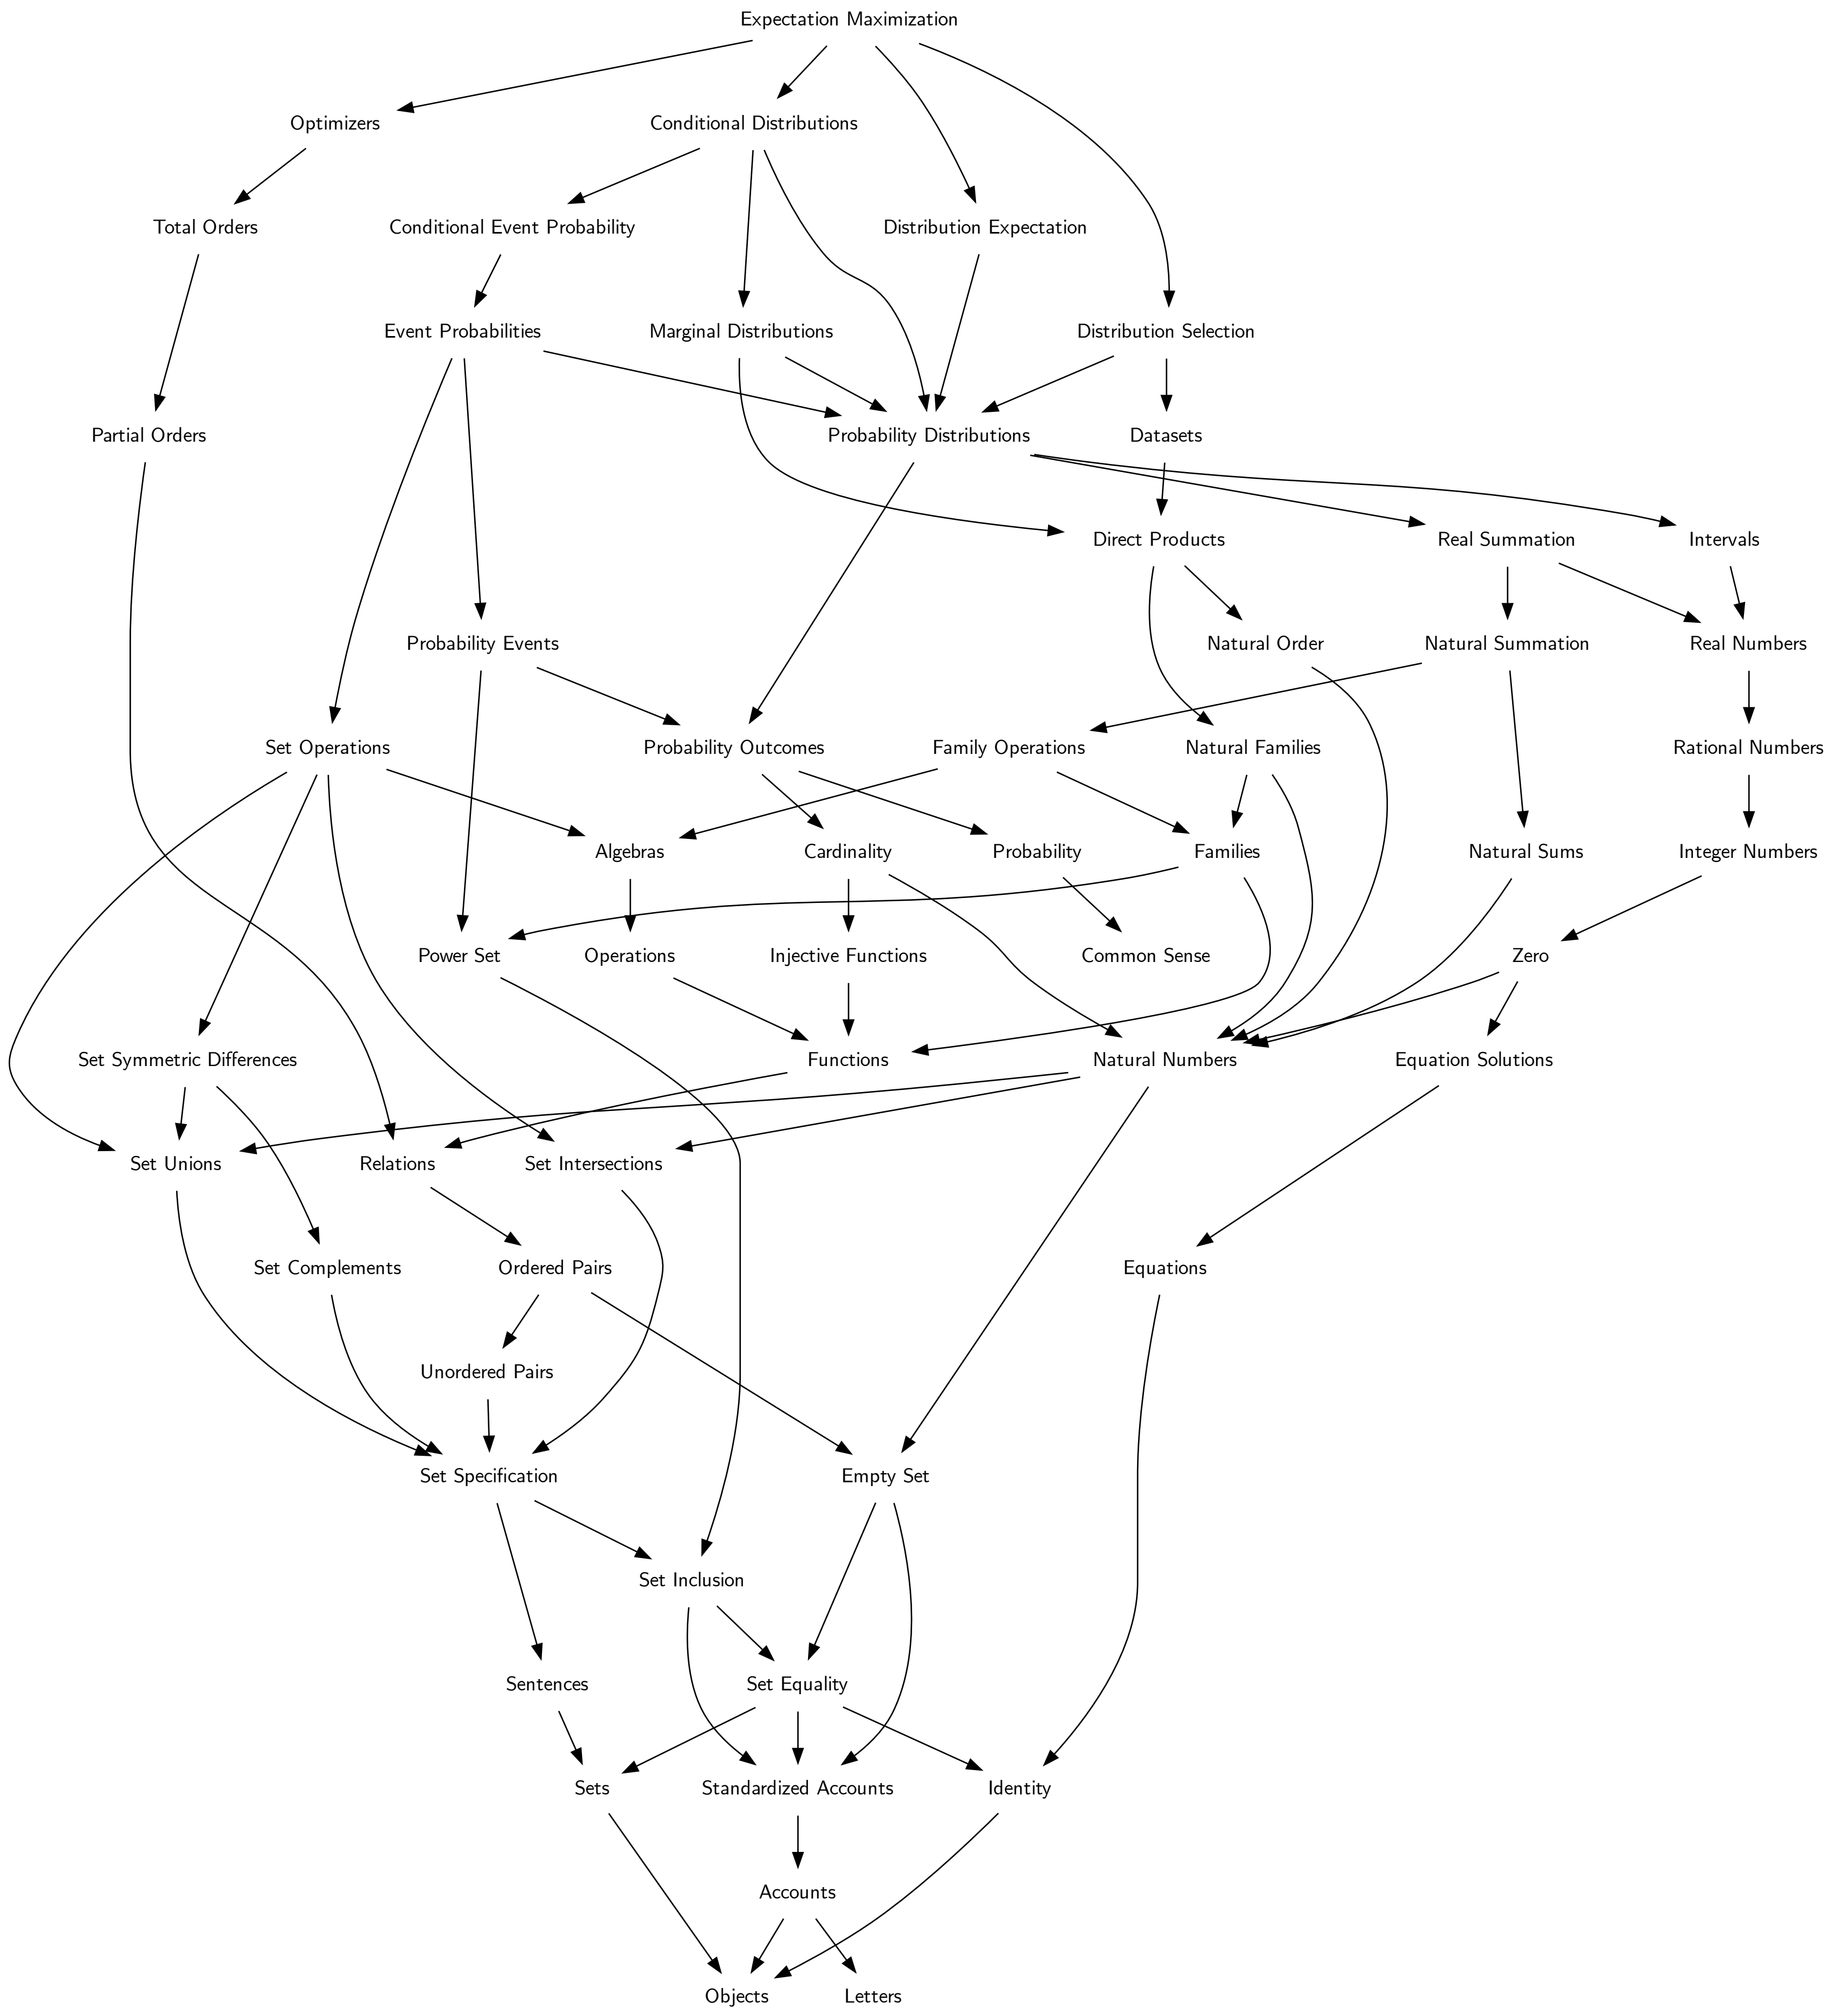 Expectation Maximization
Optimizers
Conditional Distributions
Total Orders
Conditional Event Probability
Distribution Expectation
Event Probabilities
Marginal Distributions
Distribution Selection
Partial Orders
Probability Distributions
Datasets
Direct Products
Real Summation
Intervals
Probability Events
Natural Order
Natural Summation
Real Numbers
Set Operations
Probability Outcomes
Family Operations
Natural Families
Rational Numbers
Algebras
Cardinality
Probability
Families
Natural Sums
Integer Numbers
Power Set
Operations
Injective Functions
Common Sense
Zero
Set Symmetric Differences
Functions
Natural Numbers
Equation Solutions
Set Unions
Relations
Set Intersections
Set Complements
Ordered Pairs
Equations
Unordered Pairs
Set Specification
Empty Set
Set Inclusion
Sentences
Set Equality
Sets
Standardized Accounts
Identity
Accounts
Objects
Letters